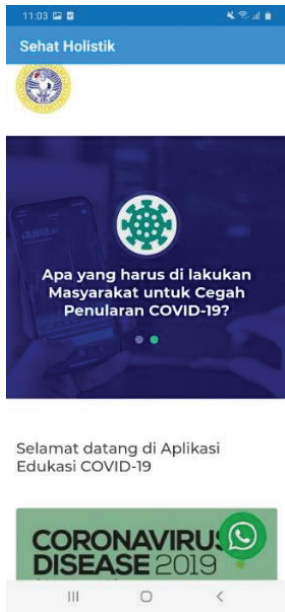 11:03
Sehat Holistik
Apa yang harus di lakukan
Masyarakat untuk Cegah
Penularan COVID-19?
Selamat datang di Aplikasi
Edukasi COVID-19
CORONAVIRUS
DISEASE 2019